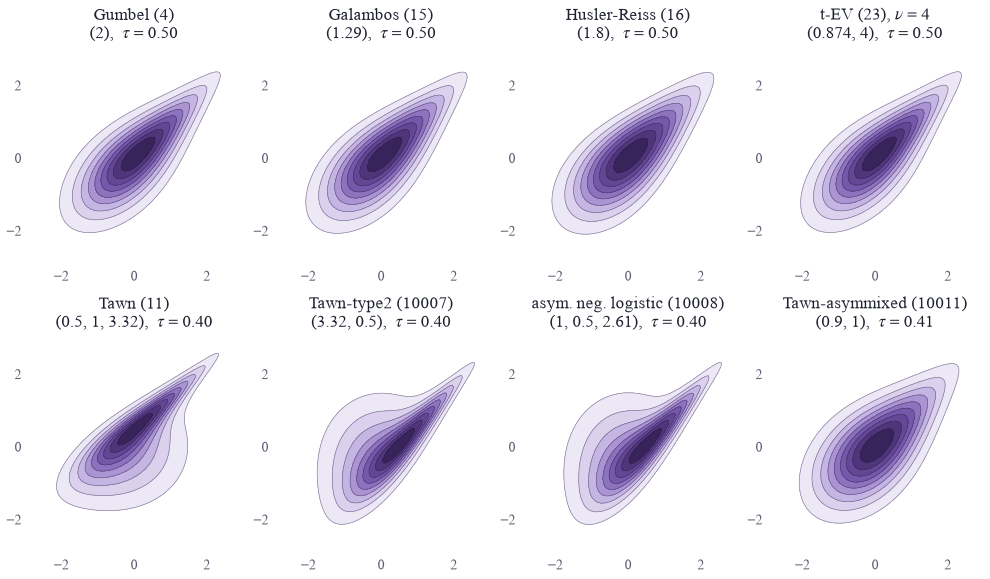 Gumbel (4)
(2), τ = 0.50
Galambos (15)
(1.29), τ = 0.50
Husler-Reiss (16)
(1.8), τ = 0.50
t-EV (23), ν = 4
(0.874, 4), τ = 0.50
2
0
−2
−2 0 2
2
0
−2
−2 0 2
2
0
−2
−2 0 2
2
0
−2
−2 0 2
Tawn (11)
(0.5, 1, 3.32), τ = 0.40
Tawn-type2 (10007)
(3.32, 0.5), τ = 0.40
asym. neg. logistic (10008)
(1, 0.5, 2.61), τ = 0.40
Tawn-asymmixed (10011)
(0.9, 1), τ = 0.41
2
0
−2
−2 0 2
2
0
−2
−2 0 2
2
0
−2
−2 0 2
2
0
−2
−2 0 2